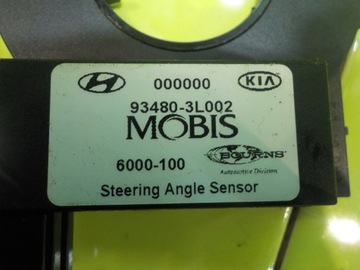 000000 KIA
93480-3L002
MOBIS
6000-100 BOURNS
Automotive Division
Steering Angle Sensor